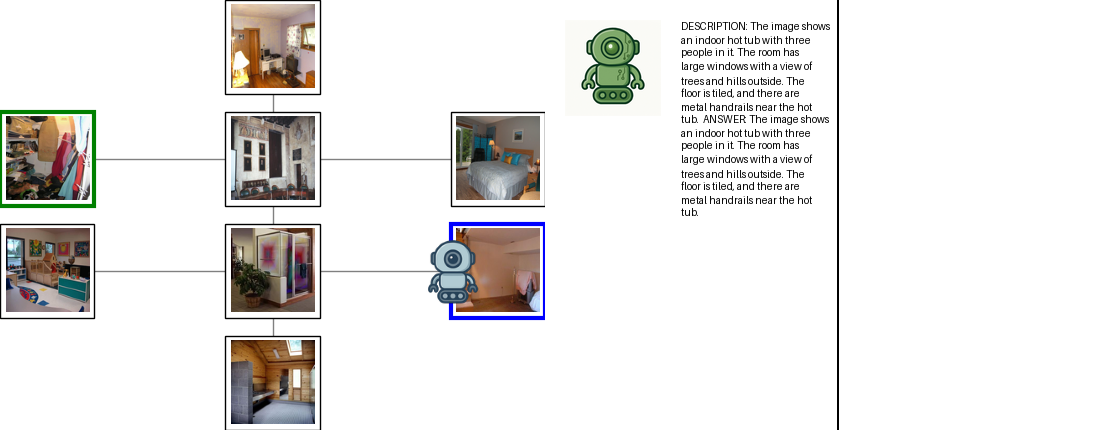 DESCRIPTION: The image shows
an indoor hot tub with three
people in it. The room has
large windows with a view of
trees and hills outside. The
floor is tiled, and there are
metal handrails near the hot
tub. ANSWER: The image shows
an indoor hot tub with three
people in it. The room has
large windows with a view of
trees and hills outside. The
floor is tiled, and there are
metal handrails near the hot
tub.